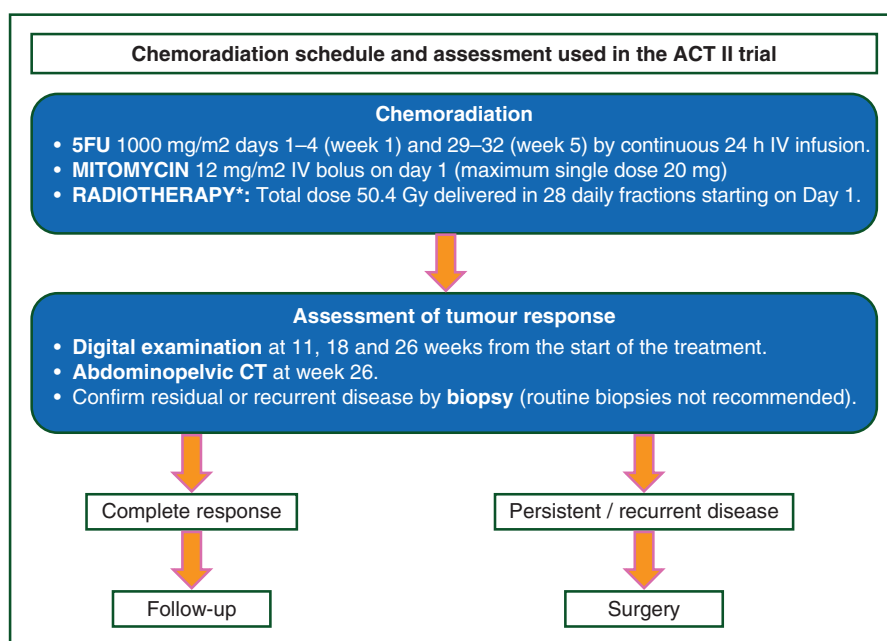 Chemoradiation schedule and assessment used in the ACT II trial
Chemoradiation
• 5FU 1000 mg/m2 days 1–4 (week 1) and 29–32 (week 5) by continuous 24 h IV infusion.
• MITOMYCIN 12 mg/m2 IV bolus on day 1 (maximum single dose 20 mg)
• RADIOTHERAPY*: Total dose 50.4 Gy delivered in 28 daily fractions starting on Day 1.
Assessment of tumour response
• Digital examination at 11, 18 and 26 weeks from the start of the treatment.
• Abdominopelvic CT at week 26.
• Confirm residual or recurrent disease by biopsy (routine biopsies not recommended).
Complete response
Persistent / recurrent disease
Follow-up
Surgery